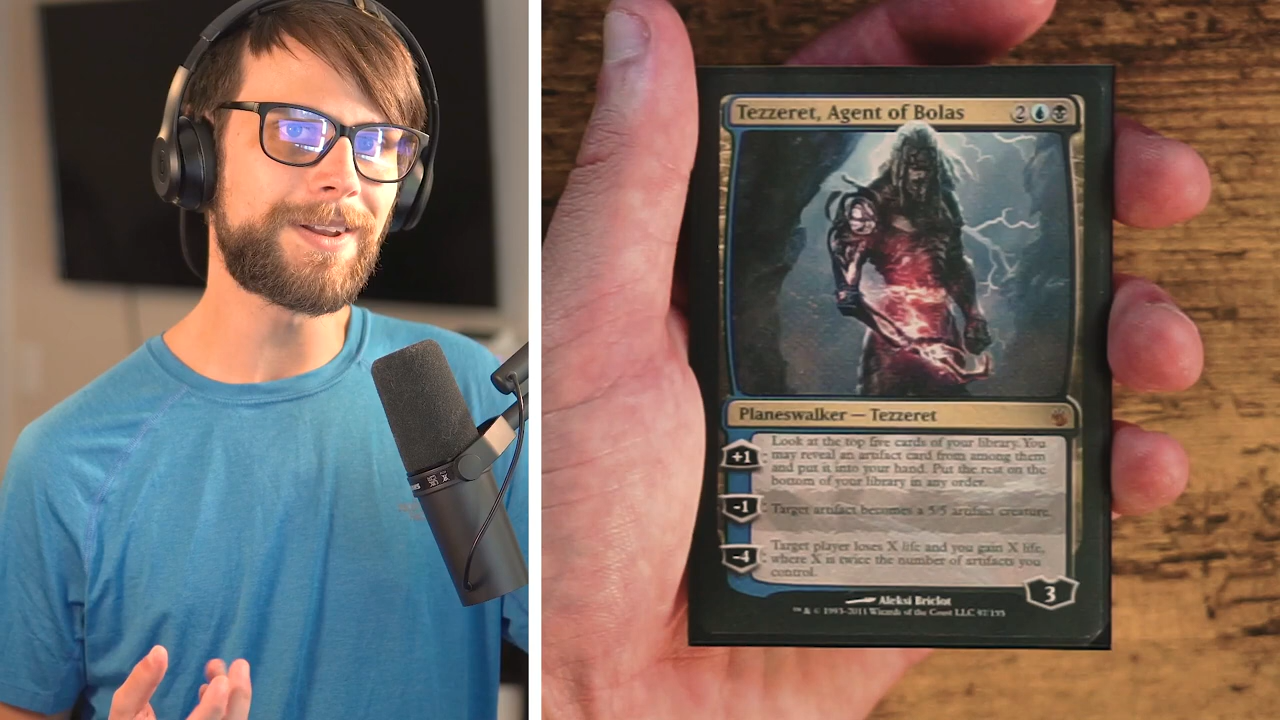 Tezzeret, Agent of Bolas 2
Planeswalker — Tezzeret
+1: Look at the top five cards of your library. You
may reveal an artifact card from among them
and put it into your hand. Put the rest on the
bottom of your library in any order.
-1: Target artifact becomes a 5/5 artifact creature.
-4: Target player loses X life and you gain X life,
where X is twice the number of artifacts you
control.
3
Aleksi Briclot
™ & © 1993-2011 Wizards of the Coast LLC 97/155